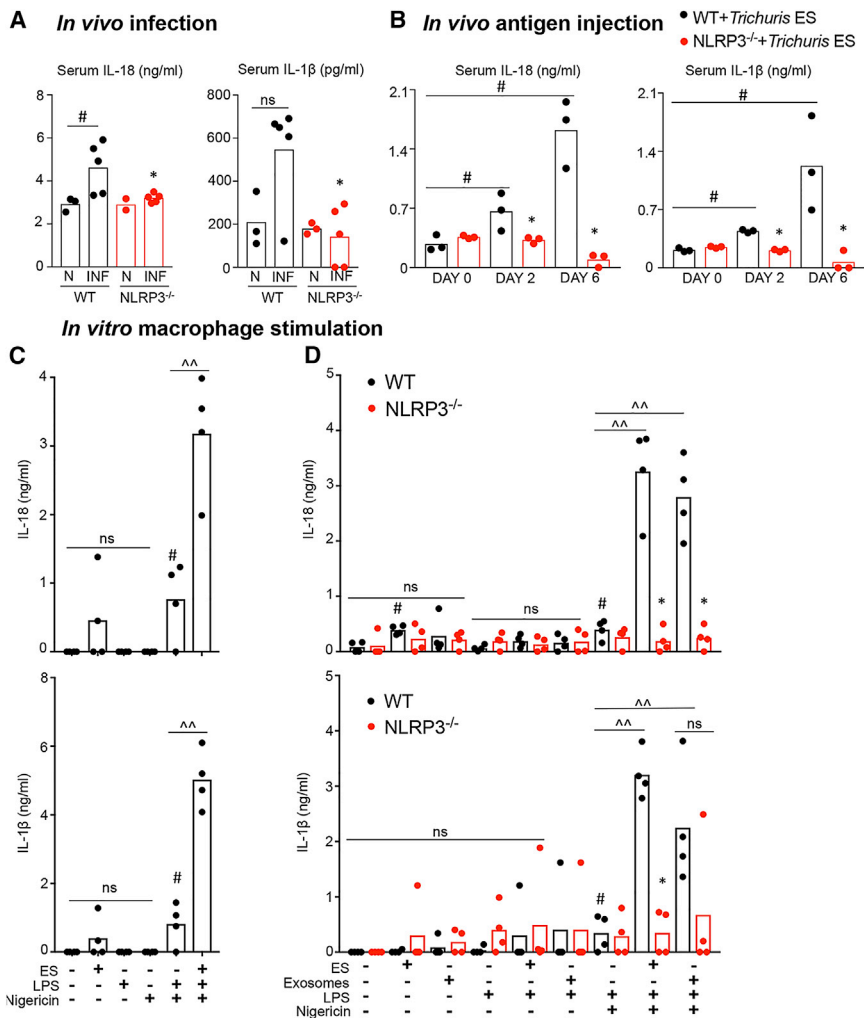 A In vivo infection
Serum IL-18 (ng/ml)
8
6
4
2
0
#
*
N INF N INF
WT NLRP3-/-
Serum IL-1β (pg/ml)
800
600
400
200
0
ns
*
N INF N INF
WT NLRP3-/-
B In vivo antigen injection
WT+Trichuris ES
NLRP3-/-+Trichuris ES
Serum IL-18 (ng/ml)
2.1
1.4
0.7
0.0
#
#
*
*
DAY 0 DAY 2 DAY 6
Serum IL-1β (ng/ml)
2.1
1.4
0.7
0.0
#
#
*
*
DAY 0 DAY 2 DAY 6
In vitro macrophage stimulation
C
IL-18 (ng/ml)
4
3
2
1
0
ns
#
^^
IL-1β (ng/ml)
8
6
4
2
0
ns
#
^^
ES - + - - - +
LPS - - + - + +
Nigericin - - - + + +
D
WT
NLRP3-/-
IL-18 (ng/ml)
5
4
3
2
1
0
ns
#
ns
#
^^
^^
*
*
WT
NLRP3-/-
IL-1β (ng/ml)
5
4
3
2
1
0
ns
#
^^
^^
*
ns
ES - - + - - + - - - + -
Exosomes - - - + - - + - - - +
LPS - - - - + + + + + +
Nigericin - - - - - - - + + +